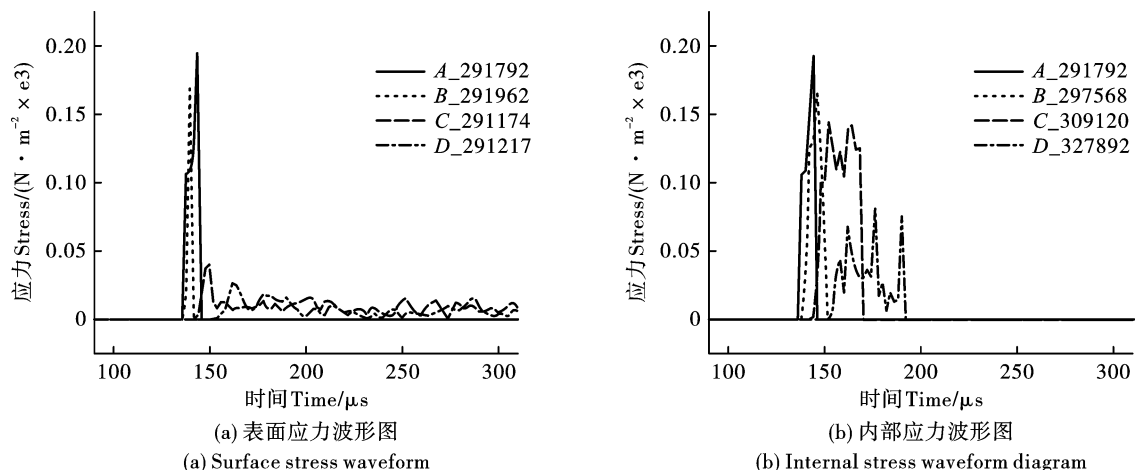 应力Stress/(N·m⁻²×e3)
0.20
0.15
0.10
0.05
0
A_291792
B_291962
C_291174
D_291217
100 150 200 250 300
时间Time/μs
(a) 表面应力波形图
(a) Surface stress waveform
应力Stress/(N·m⁻²×e3)
0.20
0.15
0.10
0.05
0
A_291792
B_297568
C_309120
D_327892
100 150 200 250 300
时间Time/μs
(b) 内部应力波形图
(b) Internal stress waveform diagram